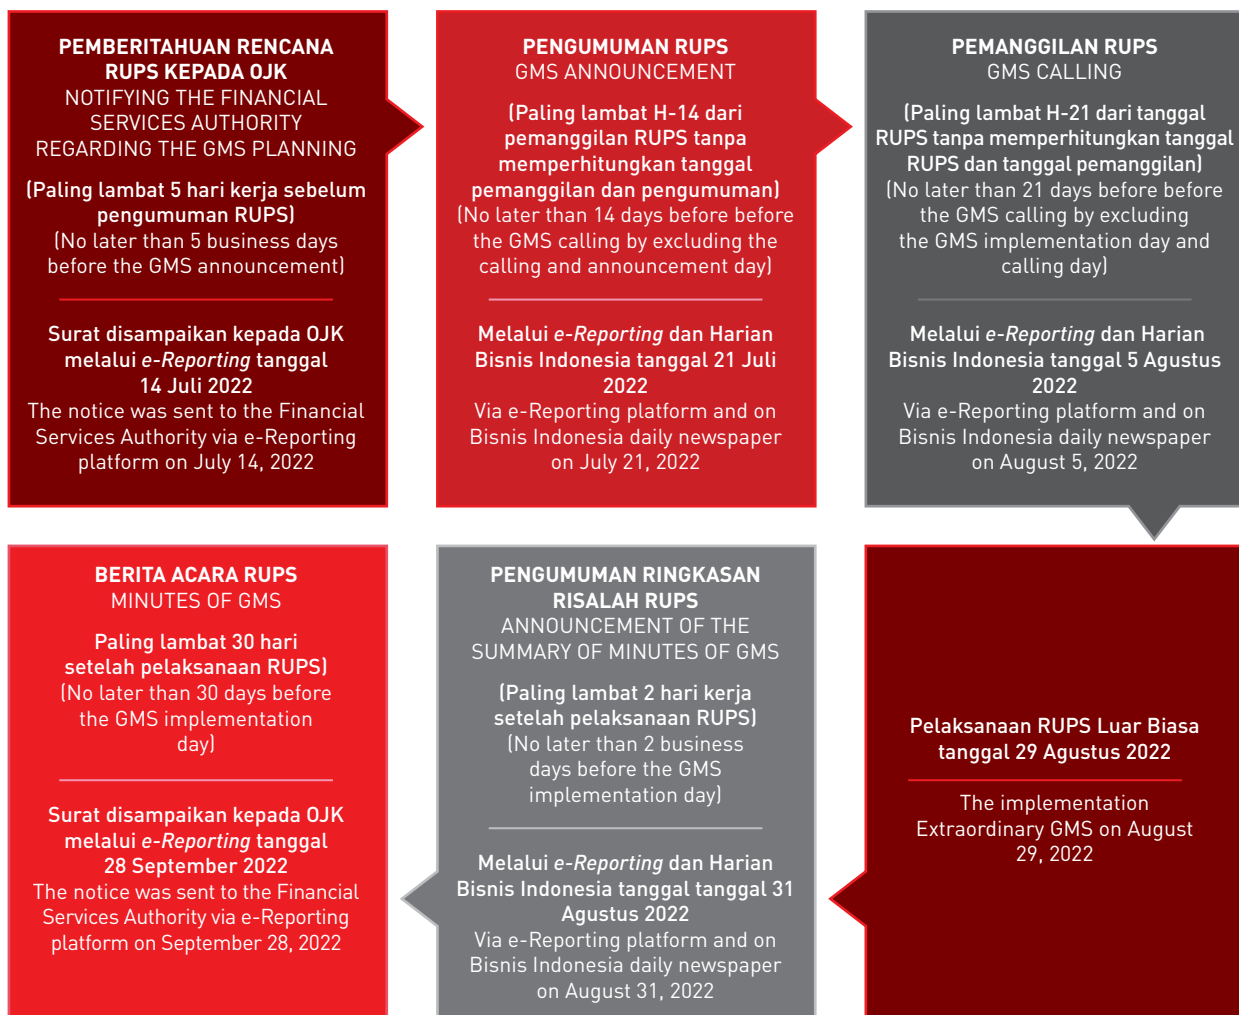 PEMBERITAHUAN RENCANA
RUPS KEPADA OJK
NOTIFYING THE FINANCIAL
SERVICES AUTHORITY
REGARDING THE GMS PLANNING
(Paling lambat 5 hari kerja sebelum
pengumuman RUPS)
(No later than 5 business days
before the GMS announcement)
Surat disampaikan kepada OJK
melalui e-Reporting tanggal
14 Juli 2022
The notice was sent to the Financial
Services Authority via e-Reporting
platform on July 14, 2022
PENGUMUMAN RUPS
GMS ANNOUNCEMENT
(Paling lambat H-14 dari
pemanggilan RUPS tanpa
memperhitungkan tanggal
pemanggilan dan pengumuman)
(No later than 14 days before before
the GMS calling by excluding the
calling and announcement day)
Melalui e-Reporting dan Harian
Bisnis Indonesia tanggal 21 Juli
2022
Via e-Reporting platform and on
Bisnis Indonesia daily newspaper
on July 21, 2022
PEMANGGILAN RUPS
GMS CALLING
(Paling lambat H-21 dari tanggal
RUPS tanpa memperhitungkan tanggal
RUPS dan tanggal pemanggilan)
(No later than 21 days before before
the GMS calling by excluding
the GMS implementation day and
calling day)
Melalui e-Reporting dan Harian
Bisnis Indonesia tanggal 5 Agustus
2022
Via e-Reporting platform and on
Bisnis Indonesia daily newspaper
on August 5, 2022
Pelaksanaan RUPS Luar Biasa
tanggal 29 Agustus 2022
The implementation
Extraordinary GMS on August
29, 2022
PENGUMUMAN RINGKASAN
RISALAH RUPS
ANNOUNCEMENT OF THE
SUMMARY OF MINUTES OF GMS
(Paling lambat 2 hari kerja
setelah pelaksanaan RUPS)
(No later than 2 business
days before the GMS
implementation day)
Melalui e-Reporting dan Harian
Bisnis Indonesia tanggal tanggal 31
Agustus 2022
Via e-Reporting platform and on
Bisnis Indonesia daily newspaper
on August 31, 2022
BERITA ACARA RUPS
MINUTES OF GMS
Paling lambat 30 hari
setelah pelaksanaan RUPS)
(No later than 30 days before
the GMS implementation
day)
Surat disampaikan kepada OJK
melalui e-Reporting tanggal
28 September 2022
The notice was sent to the Financial
Services Authority via e-Reporting
platform on September 28, 2022